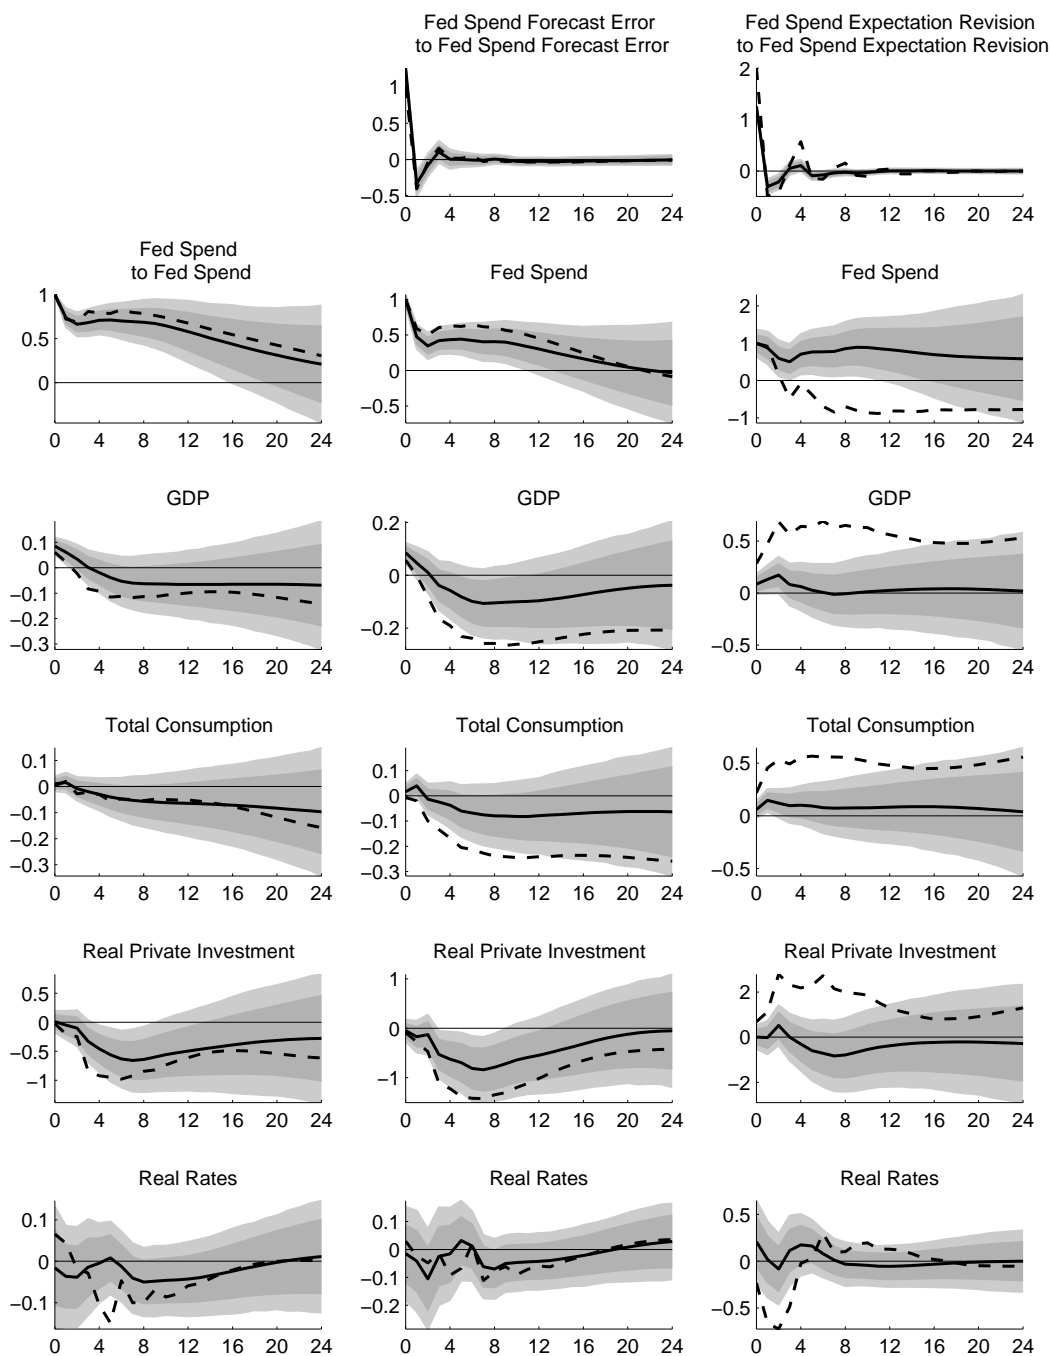 Fed Spend Forecast Error
to Fed Spend Forecast Error
Fed Spend Expectation Revision
to Fed Spend Expectation Revision
1
0.5
0
−0.5
0 4 8 12 16 20 24
2
1
0
0 4 8 12 16 20 24
Fed Spend
to Fed Spend
1
0.5
0
0 4 8 12 16 20 24
Fed Spend
1
0.5
0
−0.5
0 4 8 12 16 20 24
Fed Spend
2
1
0
−1
0 4 8 12 16 20 24
GDP
0.1
0
−0.1
−0.2
−0.3
0 4 8 12 16 20 24
GDP
0.2
0
−0.2
0 4 8 12 16 20 24
GDP
0.5
0
−0.5
0 4 8 12 16 20 24
Total Consumption
0.1
0
−0.1
−0.2
−0.3
0 4 8 12 16 20 24
Total Consumption
0.1
0
−0.1
−0.2
−0.3
0 4 8 12 16 20 24
Total Consumption
0.5
0
−0.5
0 4 8 12 16 20 24
Real Private Investment
0.5
0
−0.5
−1
0 4 8 12 16 20 24
Real Private Investment
1
0
−1
0 4 8 12 16 20 24
Real Private Investment
2
0
−2
0 4 8 12 16 20 24
Real Rates
0.1
0
−0.1
0 4 8 12 16 20 24
Real Rates
0.1
0
−0.1
−0.2
0 4 8 12 16 20 24
Real Rates
0.5
0
−0.5
0 4 8 12 16 20 24